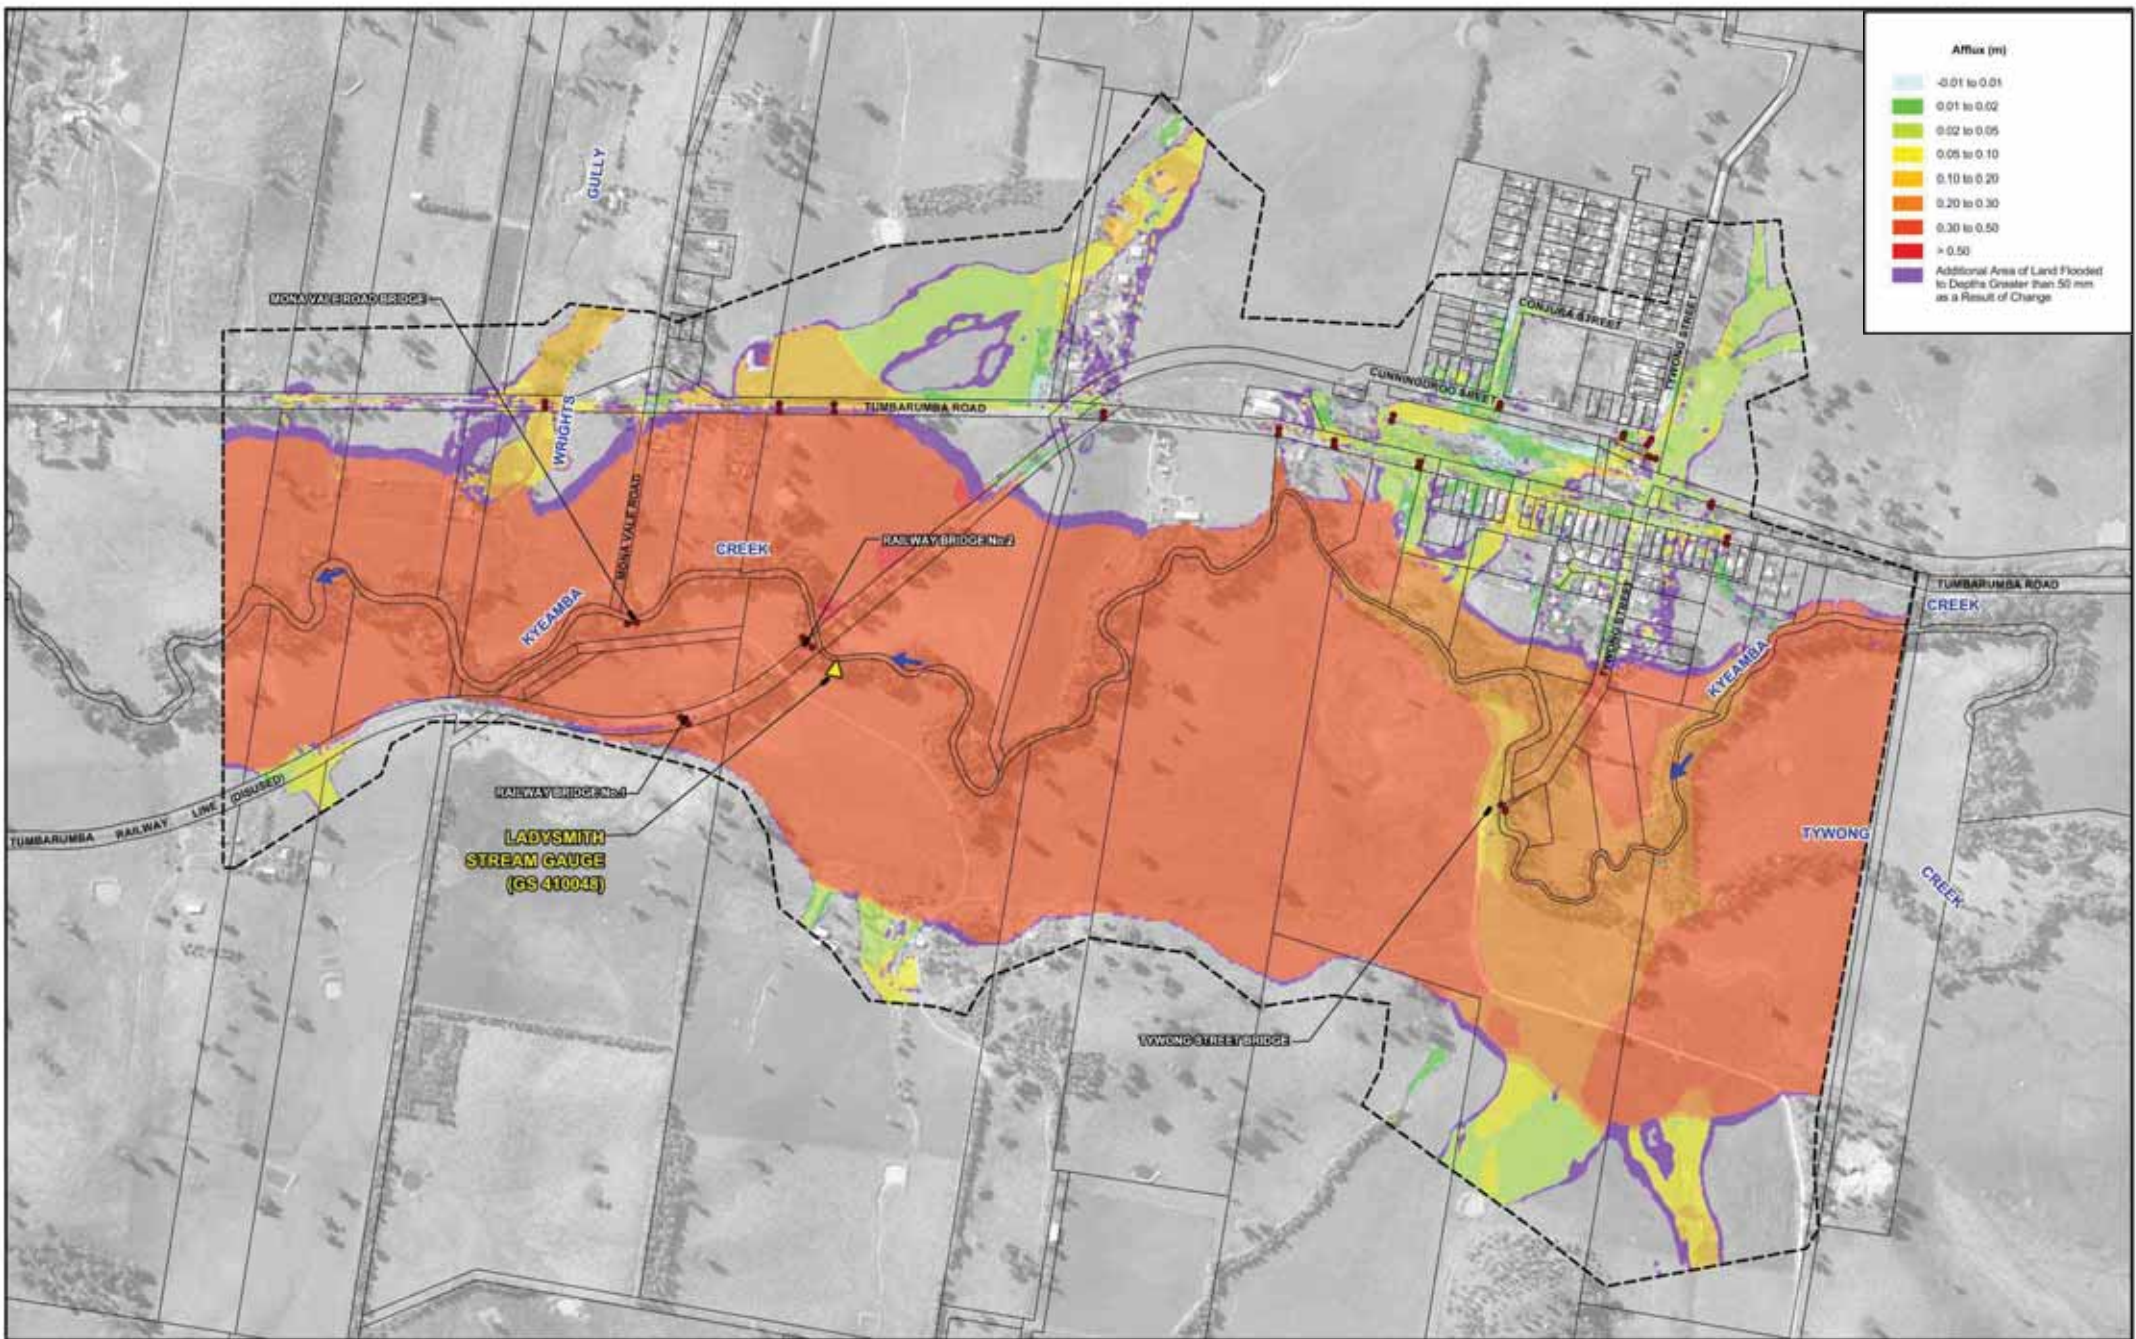 Afflux (m)
-0.01 to 0.01
0.01 to 0.02
0.02 to 0.05
0.05 to 0.10
0.10 to 0.20
0.20 to 0.30
0.30 to 0.50
> 0.50
Additional Area of Land Flooded
to Depths Greater than 50 mm
as a Result of Change
GULLY
MONA VALE ROAD BRIDGE
CONJUBA STREET
TYWONG STREET
CUNNINGDROO SREET
TUMBARUMBA ROAD
WRIGHTS
MONA VALE ROAD
CREEK
RAILWAY BRIDGE No.2
KYEAMBA
TUMBARUMBA ROAD
CREEK
TYWONG STREET
KYEAMBA
RAILWAY BRIDGE No.1
TUMBARUMBA RAILWAY LINE (DISUSED)
LADYSMITH
STREAM GAUGE
(GS 410048)
TYWONG
CREEK
TYWONG STREET BRIDGE